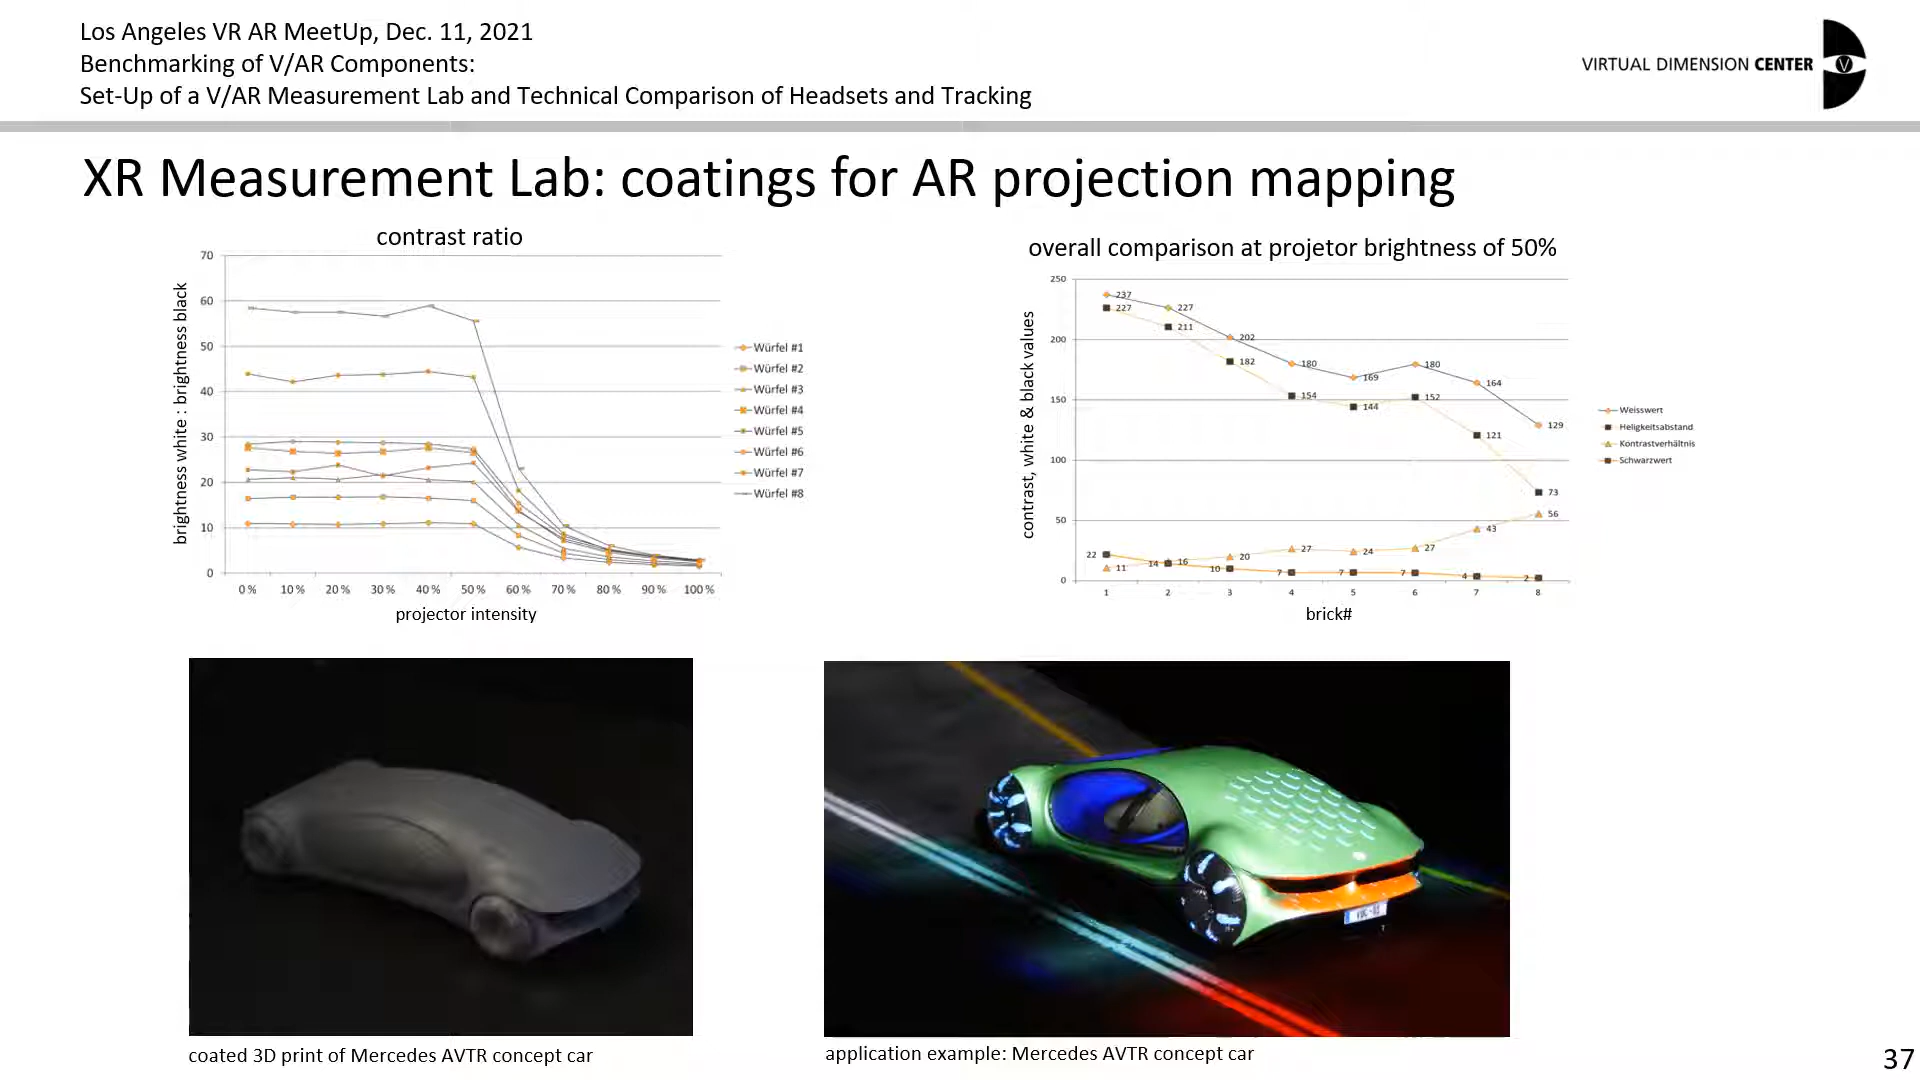 Los Angeles VR AR MeetUp, Dec. 11, 2021
Benchmarking of V/AR Components:
Set-Up of a V/AR Measurement Lab and Technical Comparison of Headsets and Tracking
VIRTUAL DIMENSION CENTER
V
XR Measurement Lab: coatings for AR projection mapping
contrast ratio
brightness white : brightness black
70
60
50
40
30
20
10
0
0 % 10 % 20 % 30 % 40 % 50 % 60 % 70 % 80 % 90 % 100 %
projector intensity
Würfel #1
Würfel #2
Würfel #3
Würfel #4
Würfel #5
Würfel #6
Würfel #7
Würfel #8
overall comparison at projetor brightness of 50%
contrast, white & black values
250
200
150
100
50
0
237 227 202 180 169 180 164 129
227 211 182 154 144 152 121 73
11 16 20 27 24 27 43 56
22 14 10 7 7 7 4 2
1 2 3 4 5 6 7 8
brick#
Weisswert
Heligkeitsabstand
Kontrastverhältnis
Schwarzwert
coated 3D print of Mercedes AVTR concept car
application example: Mercedes AVTR concept car
37